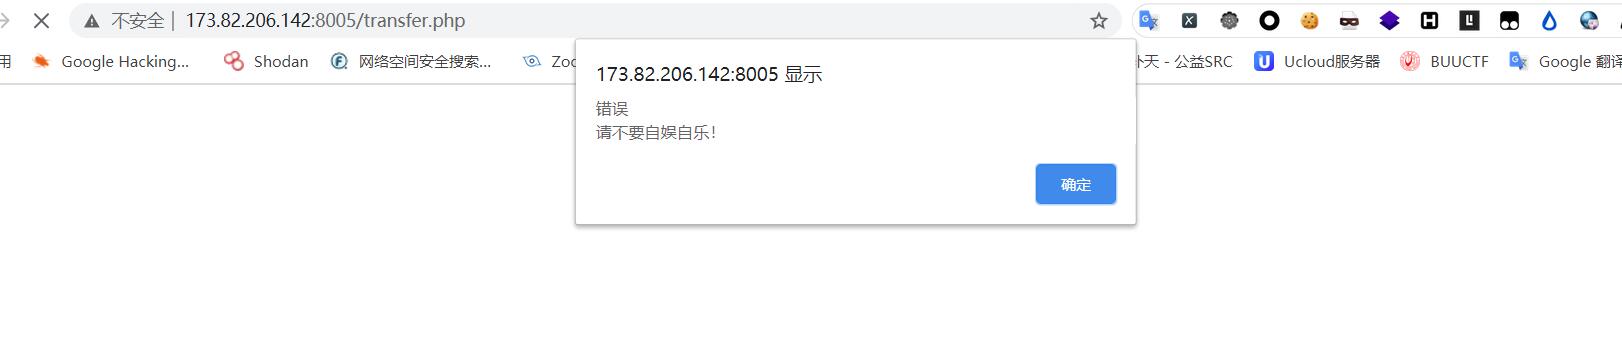 不安全 | 173.82.206.142:8005/transfer.php
用 Google Hacking... Shodan 网络空间安全搜索... 补天 - 公益SRC Ucloud服务器 BUUCTF Google 翻译
173.82.206.142:8005 显示
错误
请不要自娱自乐！
确定